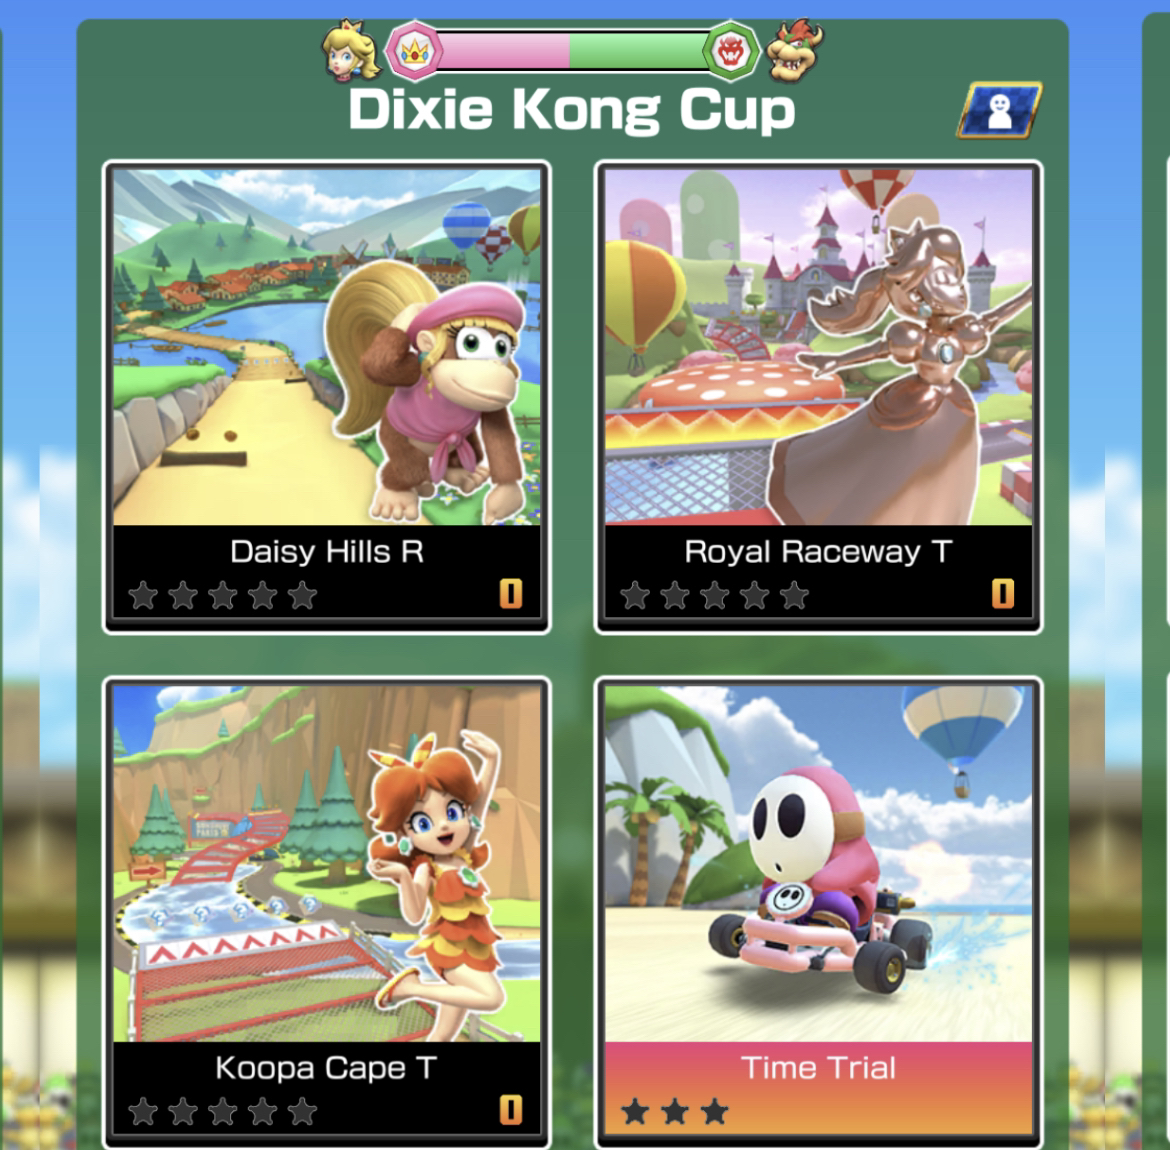 Dixie Kong Cup
Daisy Hills R
0
Royal Raceway T
0
Koopa Cape T
0
Time Trial